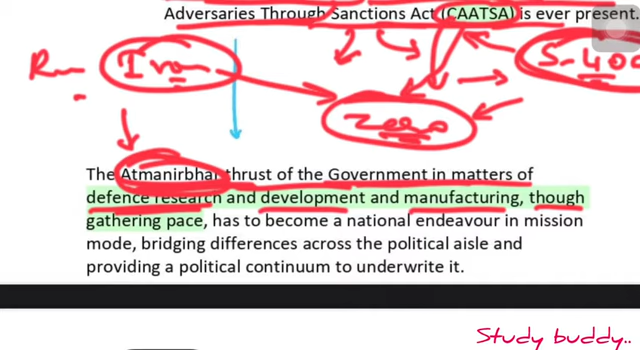 Adversaries Through Sanctions Act (CAATSA) is ever present.
Iran
S-400
Zero
The Atmanirbhar thrust of the Government in matters of
defence research and development and manufacturing, though
gathering pace, has to become a national endeavour in mission
mode, bridging differences across the political aisle and
providing a political continuum to underwrite it.
Study buddy..